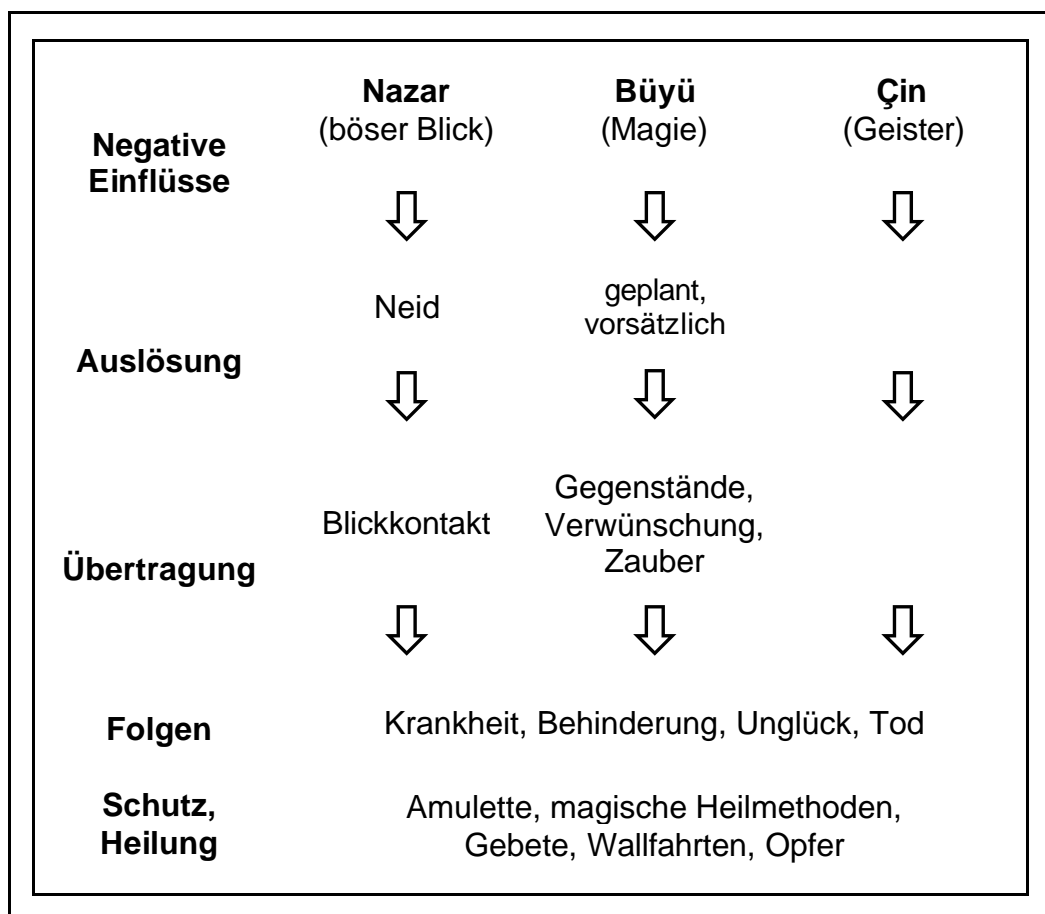 Nazar
(böser Blick)
Büyü
(Magie)
Çin
(Geister)
Negative
Einflüsse
Neid
geplant,
vorsätzlich
Auslösung
Blickkontakt
Gegenstände,
Verwünschung,
Zauber
Übertragung
Folgen
Krankheit, Behinderung, Unglück, Tod
Schutz,
Heilung
Amulette, magische Heilmethoden,
Gebete, Wallfahrten, Opfer